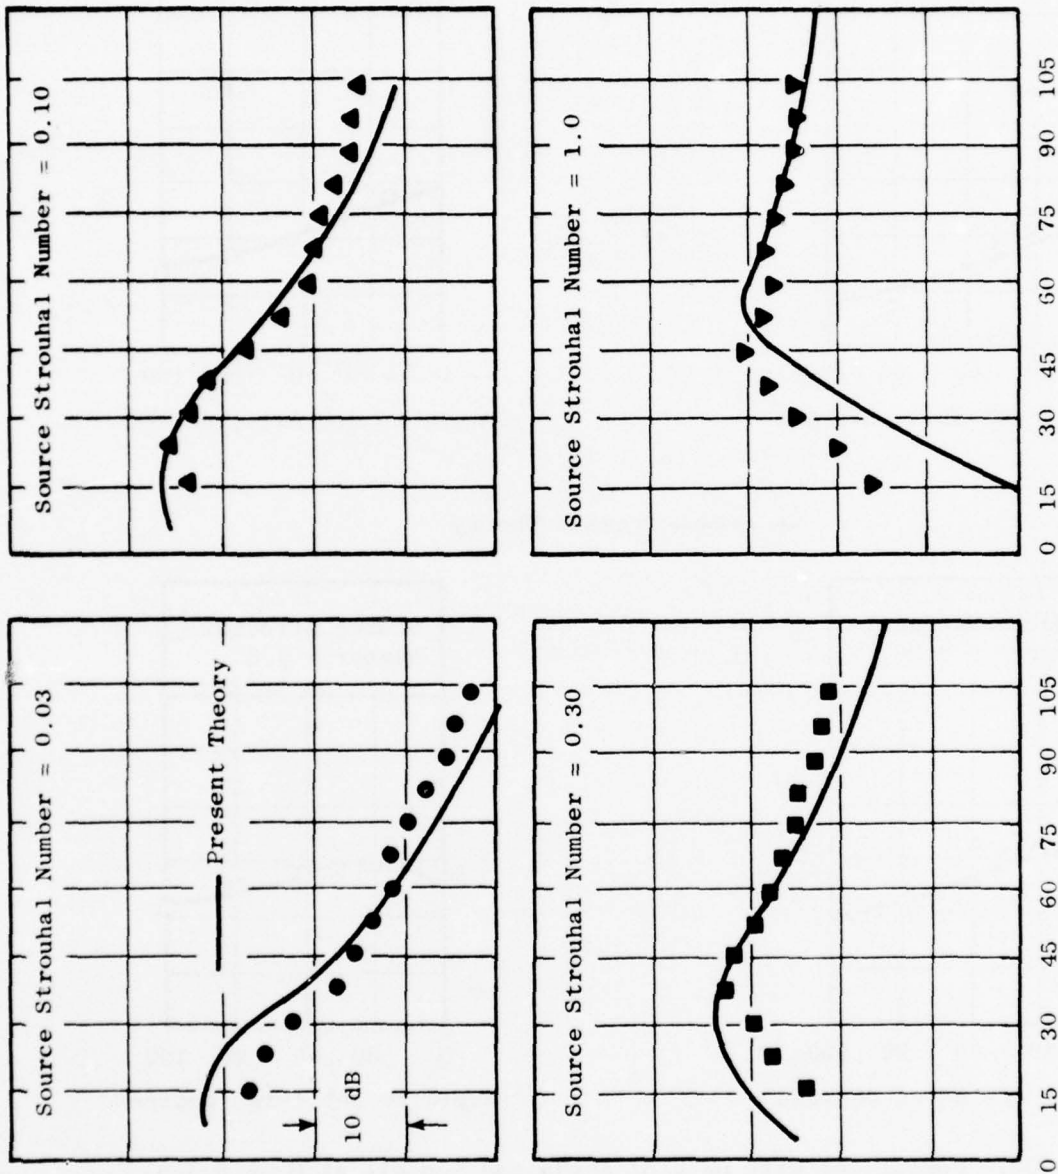 Source Strouhal Number = 0.03
Present Theory
10 dB
Source Strouhal Number = 0.10
Source Strouhal Number = 0.30
0 15 30 45 60 75 90 105
Source Strouhal Number = 1.0
0 15 30 45 60 75 90 105